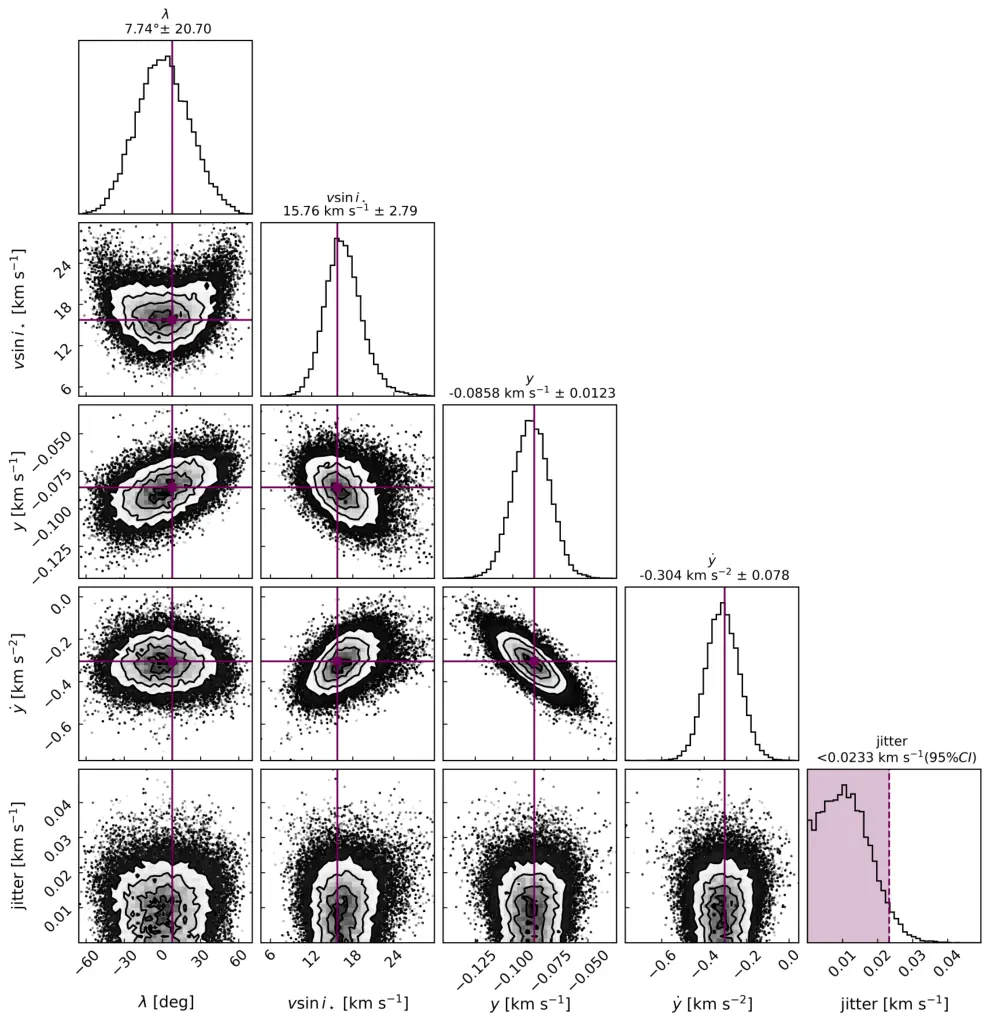 λ
7.74°± 20.70
vsin i⋆
15.76 km s⁻¹ ± 2.79
vsin i⋆ [km s⁻¹]
24
18
12
6
y
-0.0858 km s⁻¹ ± 0.0123
y [km s⁻¹]
−0.050
−0.075
−0.100
−0.125
ẏ
-0.304 km s⁻² ± 0.078
ẏ [km s⁻²]
0.0
−0.2
−0.4
−0.6
jitter
<0.0233 km s⁻¹(95%CI)
jitter [km s⁻¹]
0.04
0.03
0.02
0.01
−60 −30 0 30 60
6 12 18 24
−0.125 −0.100 −0.075 −0.050
−0.6 −0.4 −0.2 0.0
0.01 0.02 0.03 0.04
λ [deg]
vsin i⋆ [km s⁻¹]
y [km s⁻¹]
ẏ [km s⁻²]
jitter [km s⁻¹]